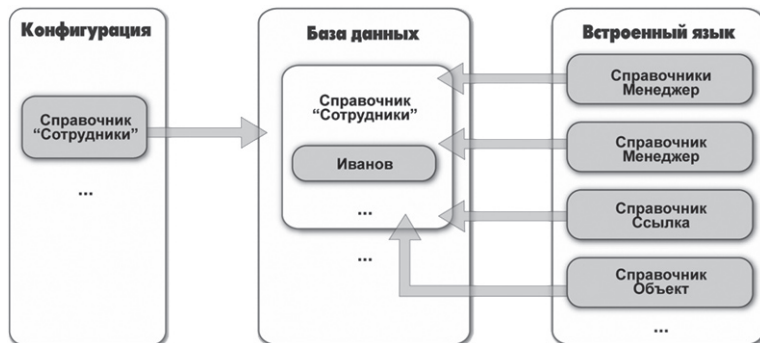 Конфигурация
Справочник
“Сотрудники”
...
База данных
Справочник
“Сотрудники”
Иванов
...
...
Встроенный язык
Справочники
Менеджер
Справочник
Менеджер
Справочник
Ссылка
Справочник
Объект
...